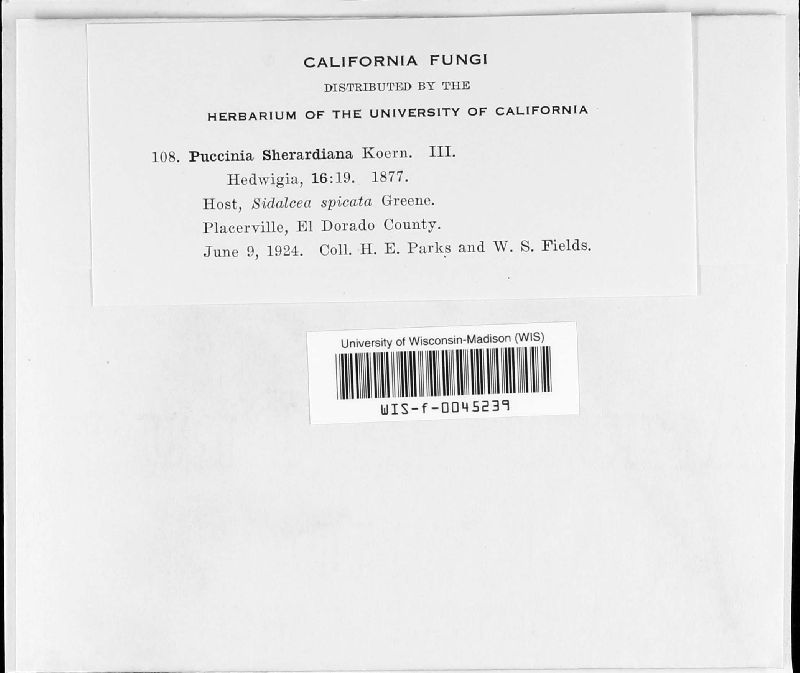 CALIFORNIA FUNGI
DISTRIBUTED BY THE
HERBARIUM OF THE UNIVERSITY OF CALIFORNIA
108. Puccinia Sherardiana Koern. III.
Hedwigia, 16:19. 1877.
Host, Sidalcea spicata Greene.
Placerville, El Dorado County.
June 9, 1924. Coll. H. E. Parks and W. S. Fields.
University of Wisconsin-Madison (WIS)
WIS-f-0045239